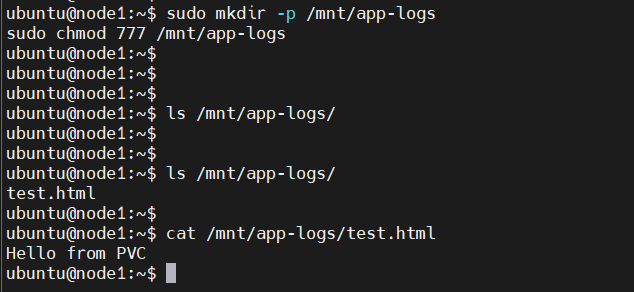 ubuntu@node1:~$ sudo mkdir -p /mnt/app-logs
sudo chmod 777 /mnt/app-logs
ubuntu@node1:~$
ubuntu@node1:~$
ubuntu@node1:~$
ubuntu@node1:~$ ls /mnt/app-logs/
ubuntu@node1:~$
ubuntu@node1:~$
ubuntu@node1:~$ ls /mnt/app-logs/
test.html
ubuntu@node1:~$
ubuntu@node1:~$ cat /mnt/app-logs/test.html
Hello from PVC
ubuntu@node1:~$